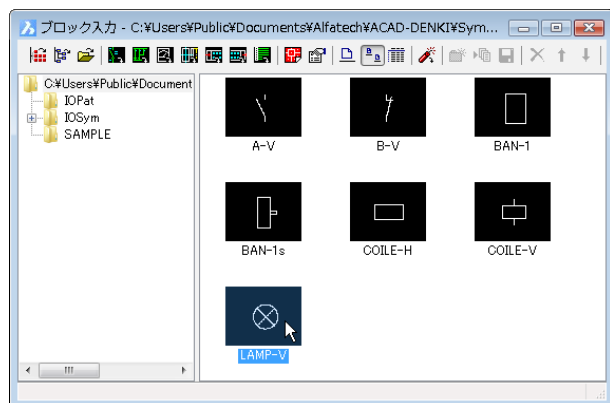 ブロック入力 - C:¥Users¥Public¥Documents¥Alfatech¥ACAD-DENKI¥Sym...
C:¥Users¥Public¥Document
IOPat
IOSym
SAMPLE
A-V
B-V
BAN-1
BAN-1s
COILE-H
COILE-V
LAMP-V